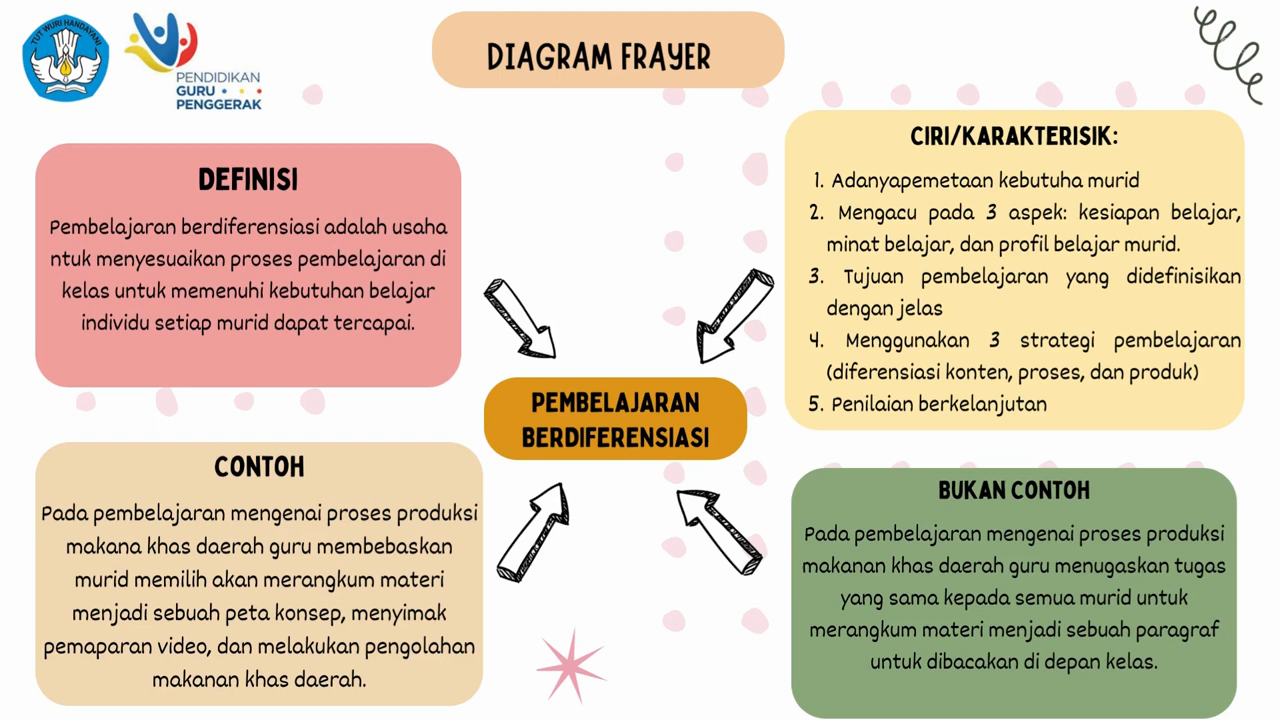 TUT WURI HANDAYANI
PENDIDIKAN
GURU
PENGGERAK
DIAGRAM FRAYER
DEFINISI
Pembelajaran berdiferensiasi adalah usaha
ntuk menyesuaikan proses pembelajaran di
kelas untuk memenuhi kebutuhan belajar
individu setiap murid dapat tercapai.
CIRI/KARAKTERISIK:
1. Adanyapemetaan kebutuha murid
2. Mengacu pada 3 aspek: kesiapan belajar,
minat belajar, dan profil belajar murid.
3. Tujuan pembelajaran yang didefinisikan
dengan jelas
4. Menggunakan 3 strategi pembelajaran
(diferensiasi konten, proses, dan produk)
5. Penilaian berkelanjutan
PEMBELAJARAN
BERDIFERENSIASI
CONTOH
Pada pembelajaran mengenai proses produksi
makana khas daerah guru membebaskan
murid memilih akan merangkum materi
menjadi sebuah peta konsep, menyimak
pemaparan video, dan melakukan pengolahan
makanan khas daerah.
BUKAN CONTOH
Pada pembelajaran mengenai proses produksi
makanan khas daerah guru menugaskan tugas
yang sama kepada semua murid untuk
merangkum materi menjadi sebuah paragraf
untuk dibacakan di depan kelas.